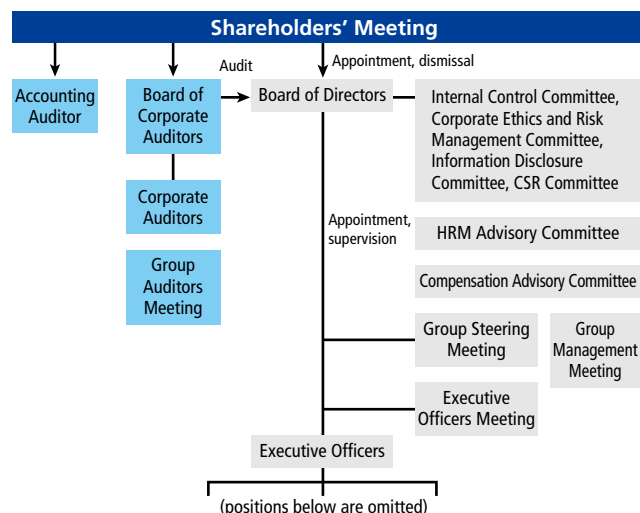 Shareholders’ Meeting
Audit
Appointment, dismissal
Accounting
Auditor
Board of
Corporate
Auditors
Board of Directors
Internal Control Committee,
Corporate Ethics and Risk
Management Committee,
Information Disclosure
Committee, CSR Committee
Corporate
Auditors
Appointment,
supervision
HRM Advisory Committee
Group
Auditors
Meeting
Compensation Advisory Committee
Group Steering
Meeting
Group
Management
Meeting
Executive
Officers Meeting
Executive Officers
(positions below are omitted)